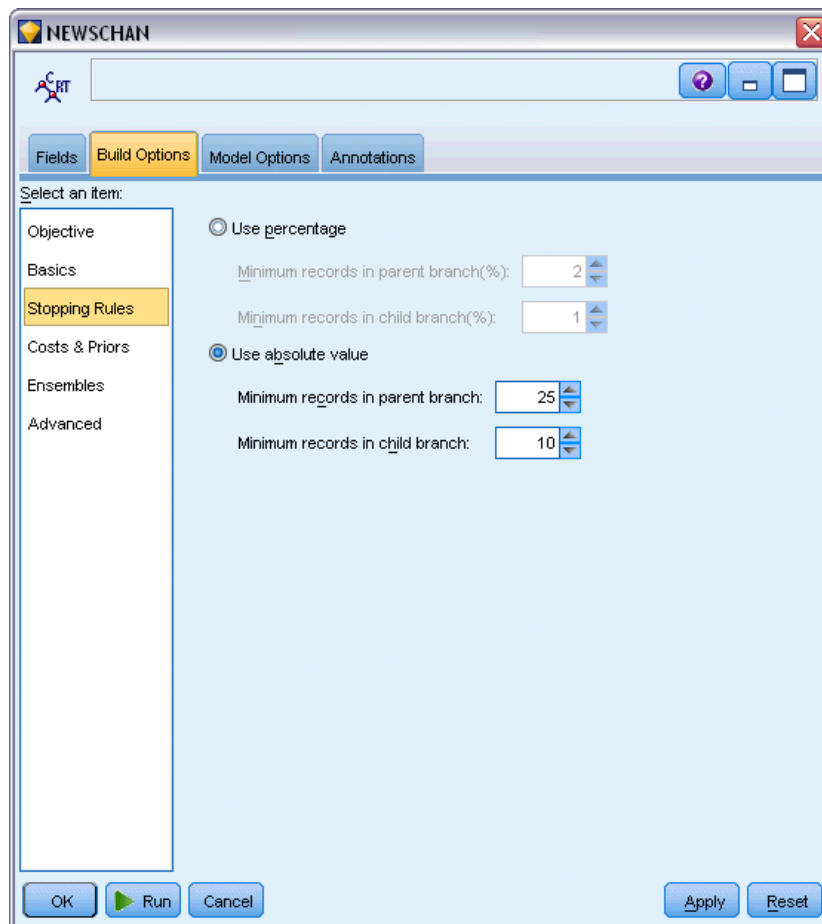 NEWSCHAN
C RT
Fields Build Options Model Options Annotations
Select an item:
Objective
Basics
Stopping Rules
Costs & Priors
Ensembles
Advanced
Use percentage
Minimum records in parent branch(%): 2
Minimum records in child branch(%): 1
Use absolute value
Minimum records in parent branch: 25
Minimum records in child branch: 10
OK Run Cancel Apply Reset